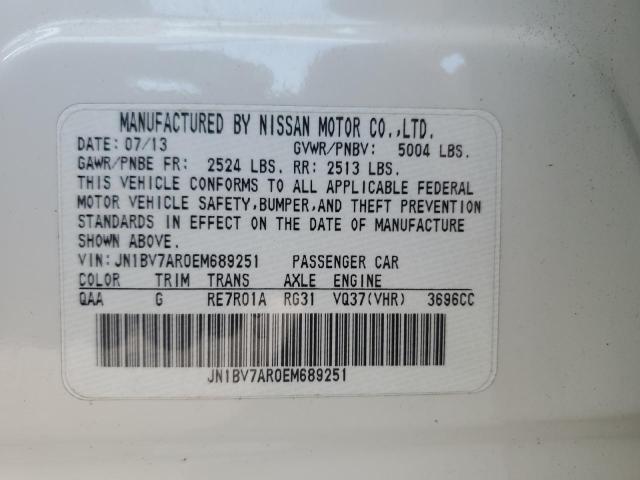 MANUFACTURED BY NISSAN MOTOR CO.,LTD.
DATE: 07/13 GVWR/PNBV: 5004 LBS.
GAWR/PNBE FR: 2524 LBS. RR: 2513 LBS.
THIS VEHICLE CONFORMS TO ALL APPLICABLE FEDERAL
MOTOR VEHICLE SAFETY,BUMPER,AND THEFT PREVENTION
STANDARDS IN EFFECT ON THE DATE OF MANUFACTURE
SHOWN ABOVE.
VIN: JN1BV7AR0EM689251 PASSENGER CAR
COLOR TRIM TRANS AXLE ENGINE
QAA G RE7R01A RG31 VQ37(VHR) 3696CC
JN1BV7AR0EM689251